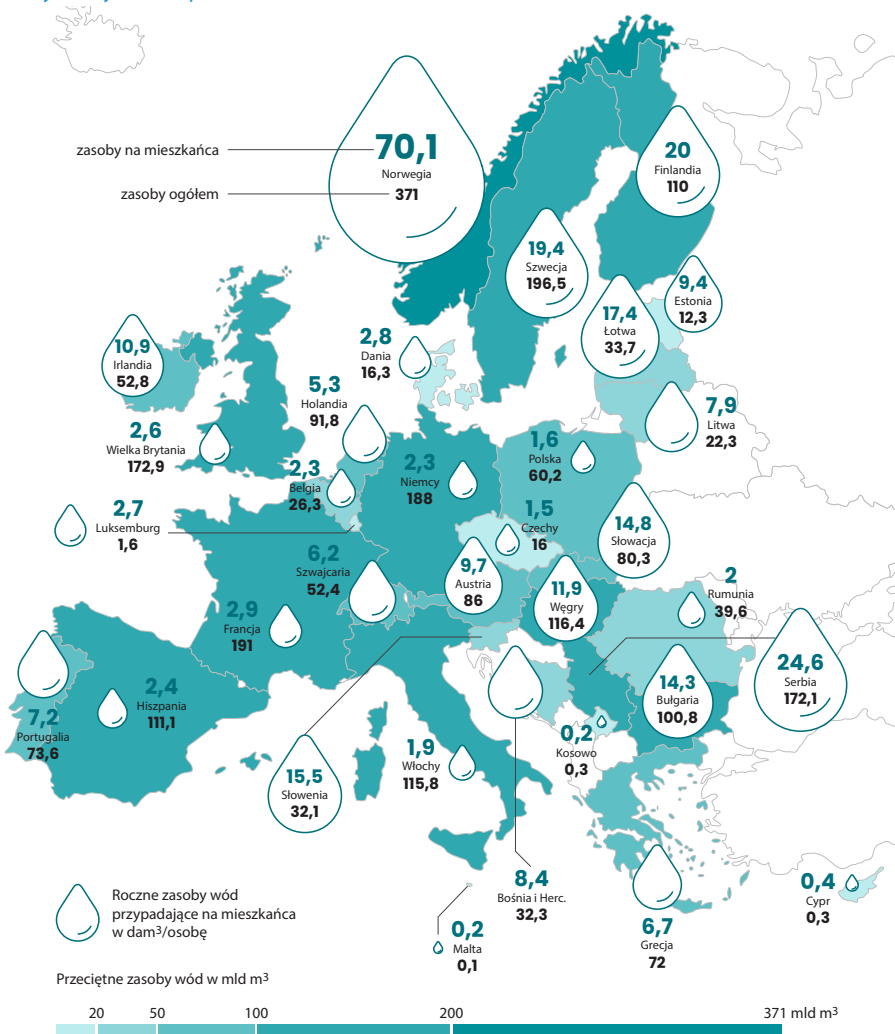 zasoby na mieszkańca
zasoby ogółem
70,1
Norwegia
371
20
Finlandia
110
19,4
Szwecja
196,5
9,4
Estonia
12,3
17,4
Łotwa
33,7
10,9
Irlandia
52,8
2,8
Dania
16,3
5,3
Holandia
91,8
7,9
Litwa
22,3
2,6
Wielka Brytania
172,9
2,3
Belgia
26,3
2,3
Niemcy
188
1,6
Polska
60,2
2,7
Luksemburg
1,6
1,5
Czechy
16
14,8
Słowacja
80,3
6,2
Szwajcaria
52,4
9,7
Austria
86
11,9
Węgry
116,4
2
Rumunia
39,6
2,9
Francja
191
24,6
Serbia
172,1
14,3
Bułgaria
100,8
2,4
Hiszpania
111,1
7,2
Portugalia
73,6
0,2
Kosowo
0,3
1,9
Włochy
115,8
15,5
Słowenia
32,1
8,4
Bośnia i Herc.
32,3
0,4
Cypr
0,3
6,7
Grecja
72
0,2
Malta
0,1
Roczne zasoby wód
przypadające na mieszkańca
w dam³/osobę
Przeciętne zasoby wód w mld m³
20 50 100 200 371 mld m³